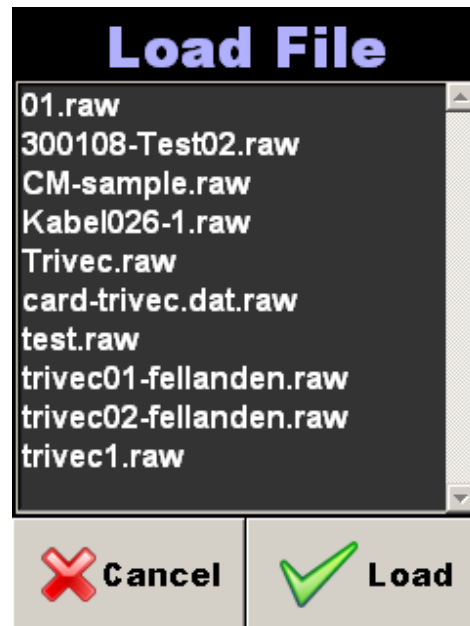 Load File
01.raw
300108-Test02.raw
CM-sample.raw
Kabel026-1.raw
Trivec.raw
card-trivec.dat.raw
test.raw
trivec01-fellanden.raw
trivec02-fellanden.raw
trivec1.raw
Cancel
Load